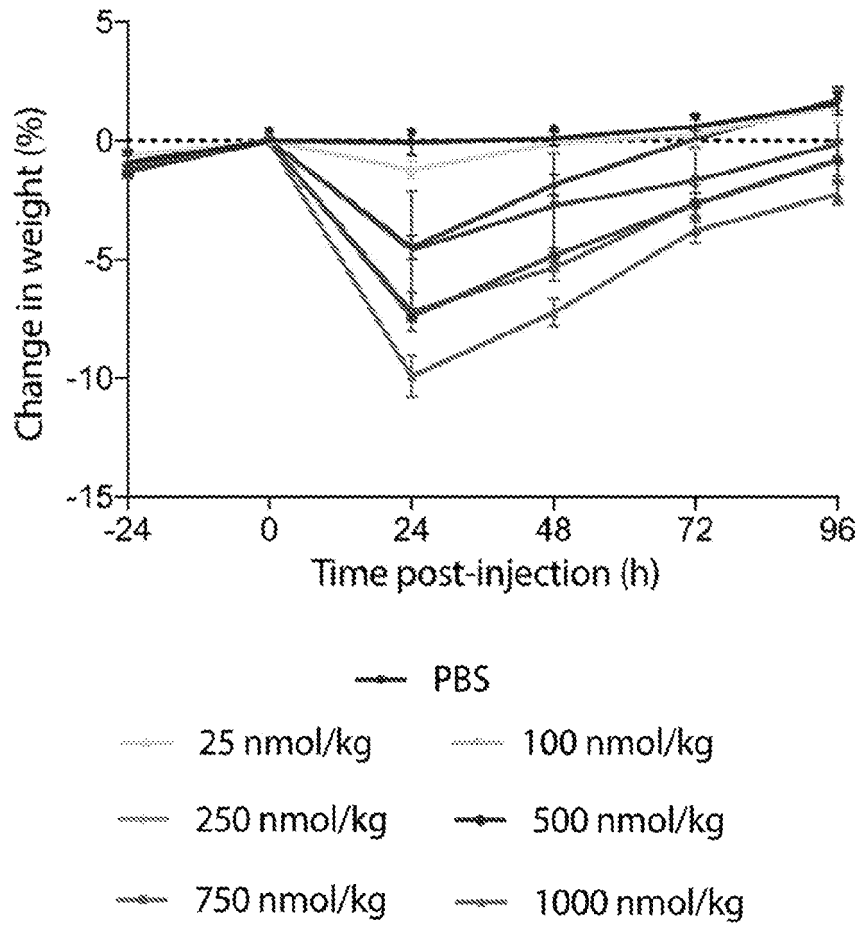 5
0
-5
-10
-15
Change in weight (%)
-24 0 24 48 72 96
Time post-injection (h)
PBS
25 nmol/kg 100 nmol/kg
250 nmol/kg 500 nmol/kg
750 nmol/kg 1000 nmol/kg